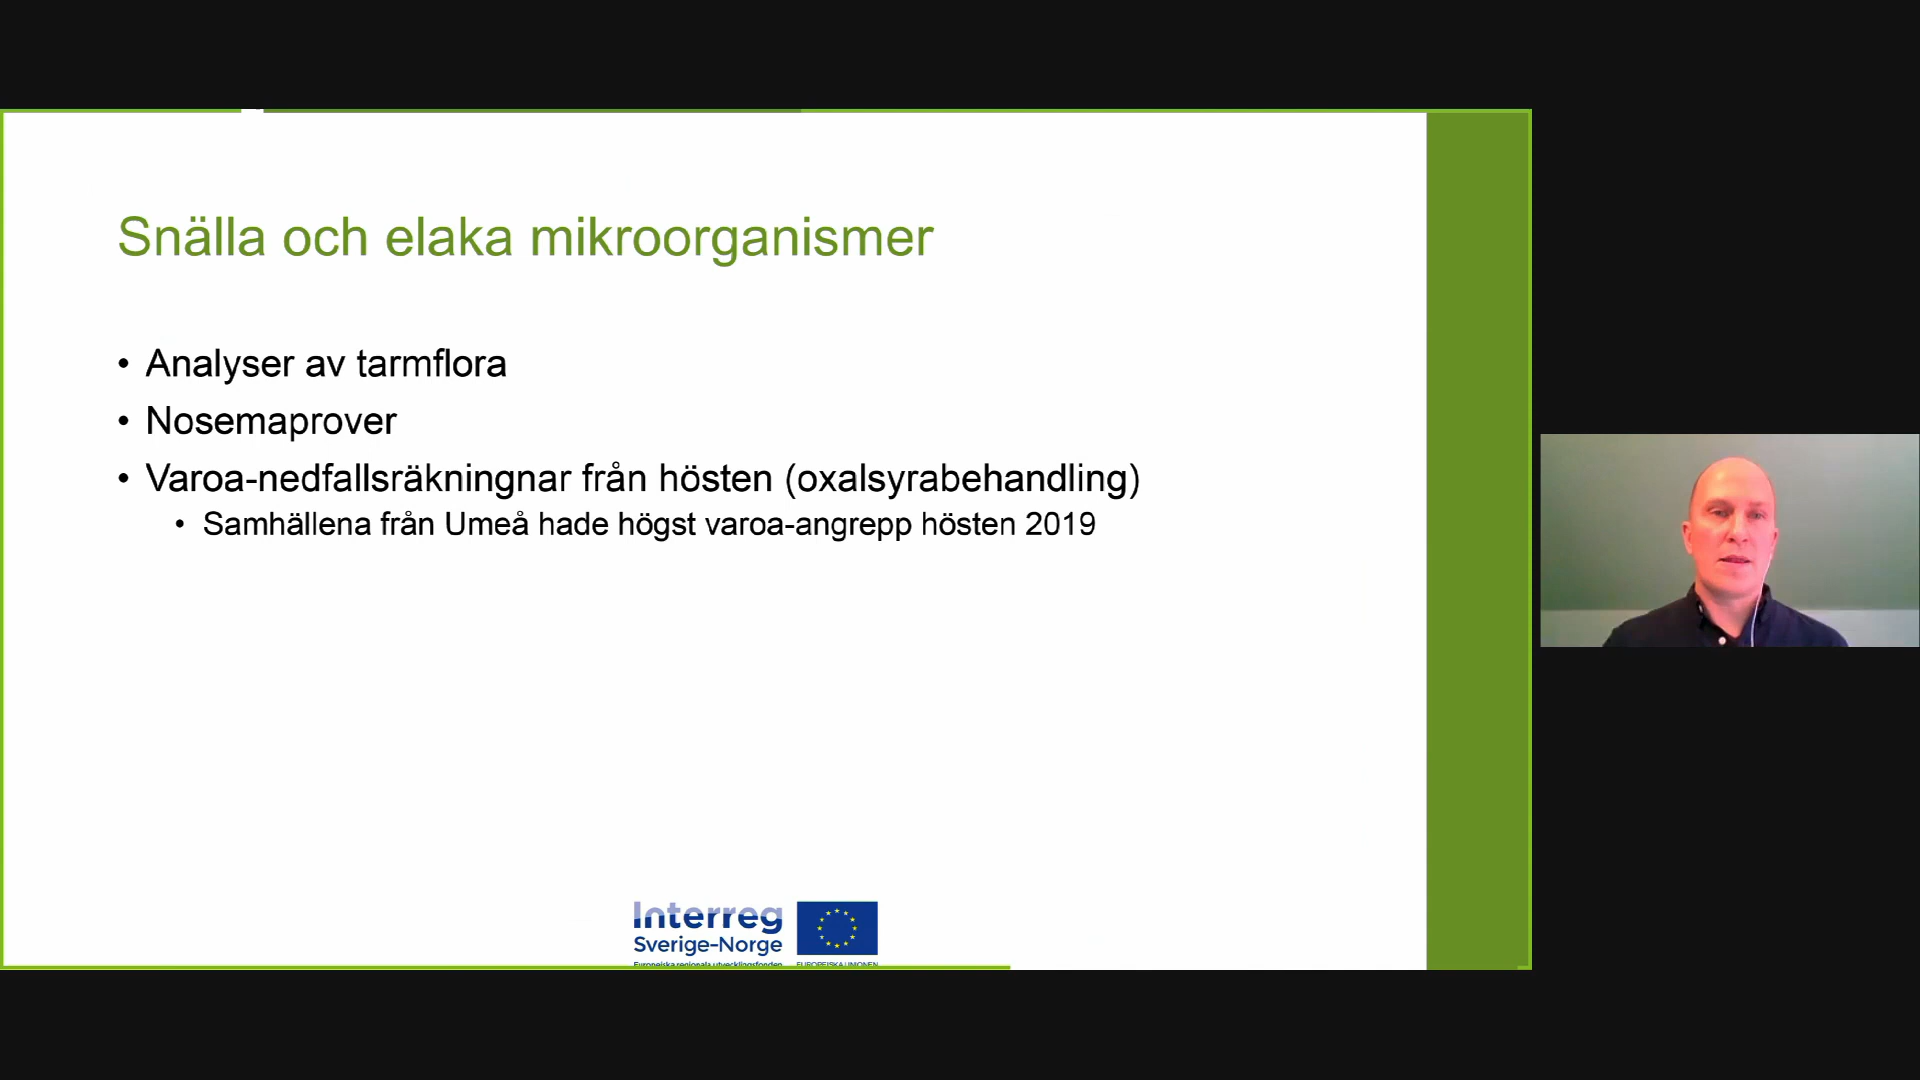 Snälla och elaka mikroorganismer
• Analyser av tarmflora
• Nosemaprover
• Varoa-nedfallsräkningnar från hösten (oxalsyrabehandling)
• Samhällena från Umeå hade högst varoa-angrepp hösten 2019
Interreg
Sverige-Norge
Europeiska regionala utvecklingsfonden
EUROPEISKA UNIONEN